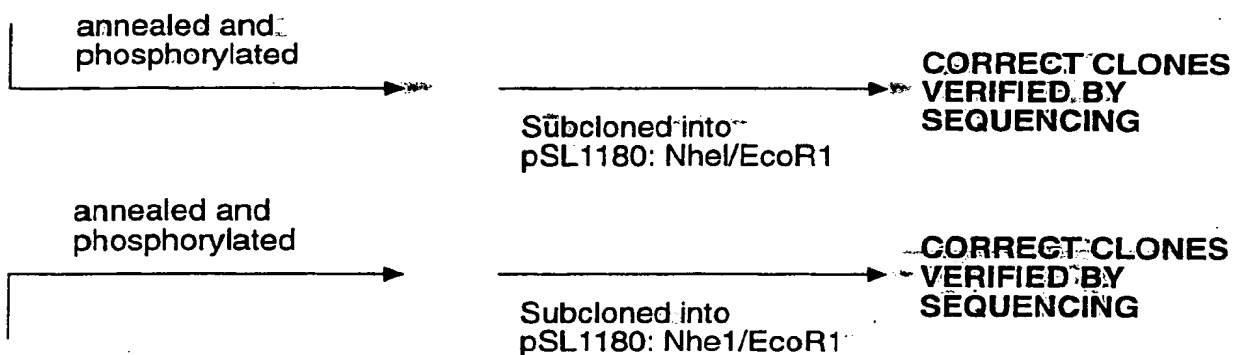 annealed and
phosphorylated
Subcloned into
pSL1180: NheI/EcoR1
CORRECT CLONES
VERIFIED BY
SEQUENCING
annealed and
phosphorylated
Subcloned into
pSL1180: Nhe1/EcoR1
CORRECT CLONES
VERIFIED BY
SEQUENCING